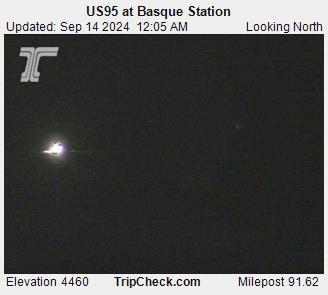 US95 at Basque Station
Updated: Sep 14 2024 12:05 AM Looking North
Elevation 4460 TripCheck.com Milepost 91.62